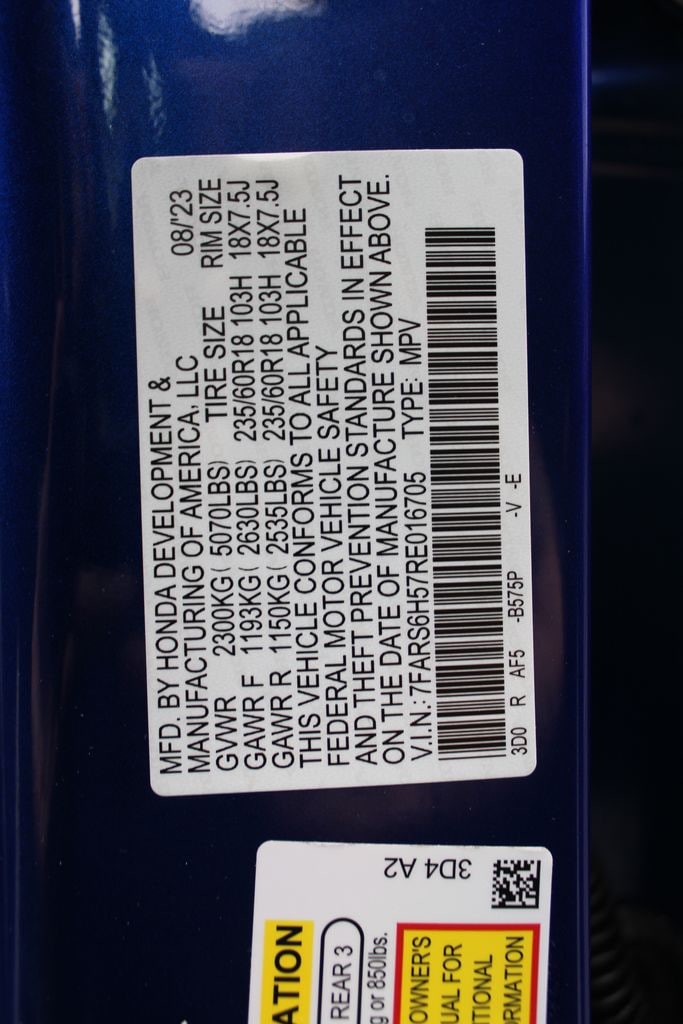 MFD. BY HONDA DEVELOPMENT &
MANUFACTURING OF AMERICA, LLC 08/'23
GVWR 2300KG( 5070LBS) TIRE SIZE RIM SIZE
GAWR F 1193KG( 2630LBS) 235/60R18 103H 18X7.5J
GAWR R 1150KG( 2535LBS) 235/60R18 103H 18X7.5J
THIS VEHICLE CONFORMS TO ALL APPLICABLE
FEDERAL MOTOR VEHICLE SAFETY
AND THEFT PREVENTION STANDARDS IN EFFECT
ON THE DATE OF MANUFACTURE SHOWN ABOVE.
V.I.N.: 7FARS6H57RE016705 TYPE: MPV
3D0 R AF5 -B575P -V -E
3D4 A2
ATION
REAR 3
g or 850lbs.
OWNER'S
UAL FOR
TIONAL
RMATION